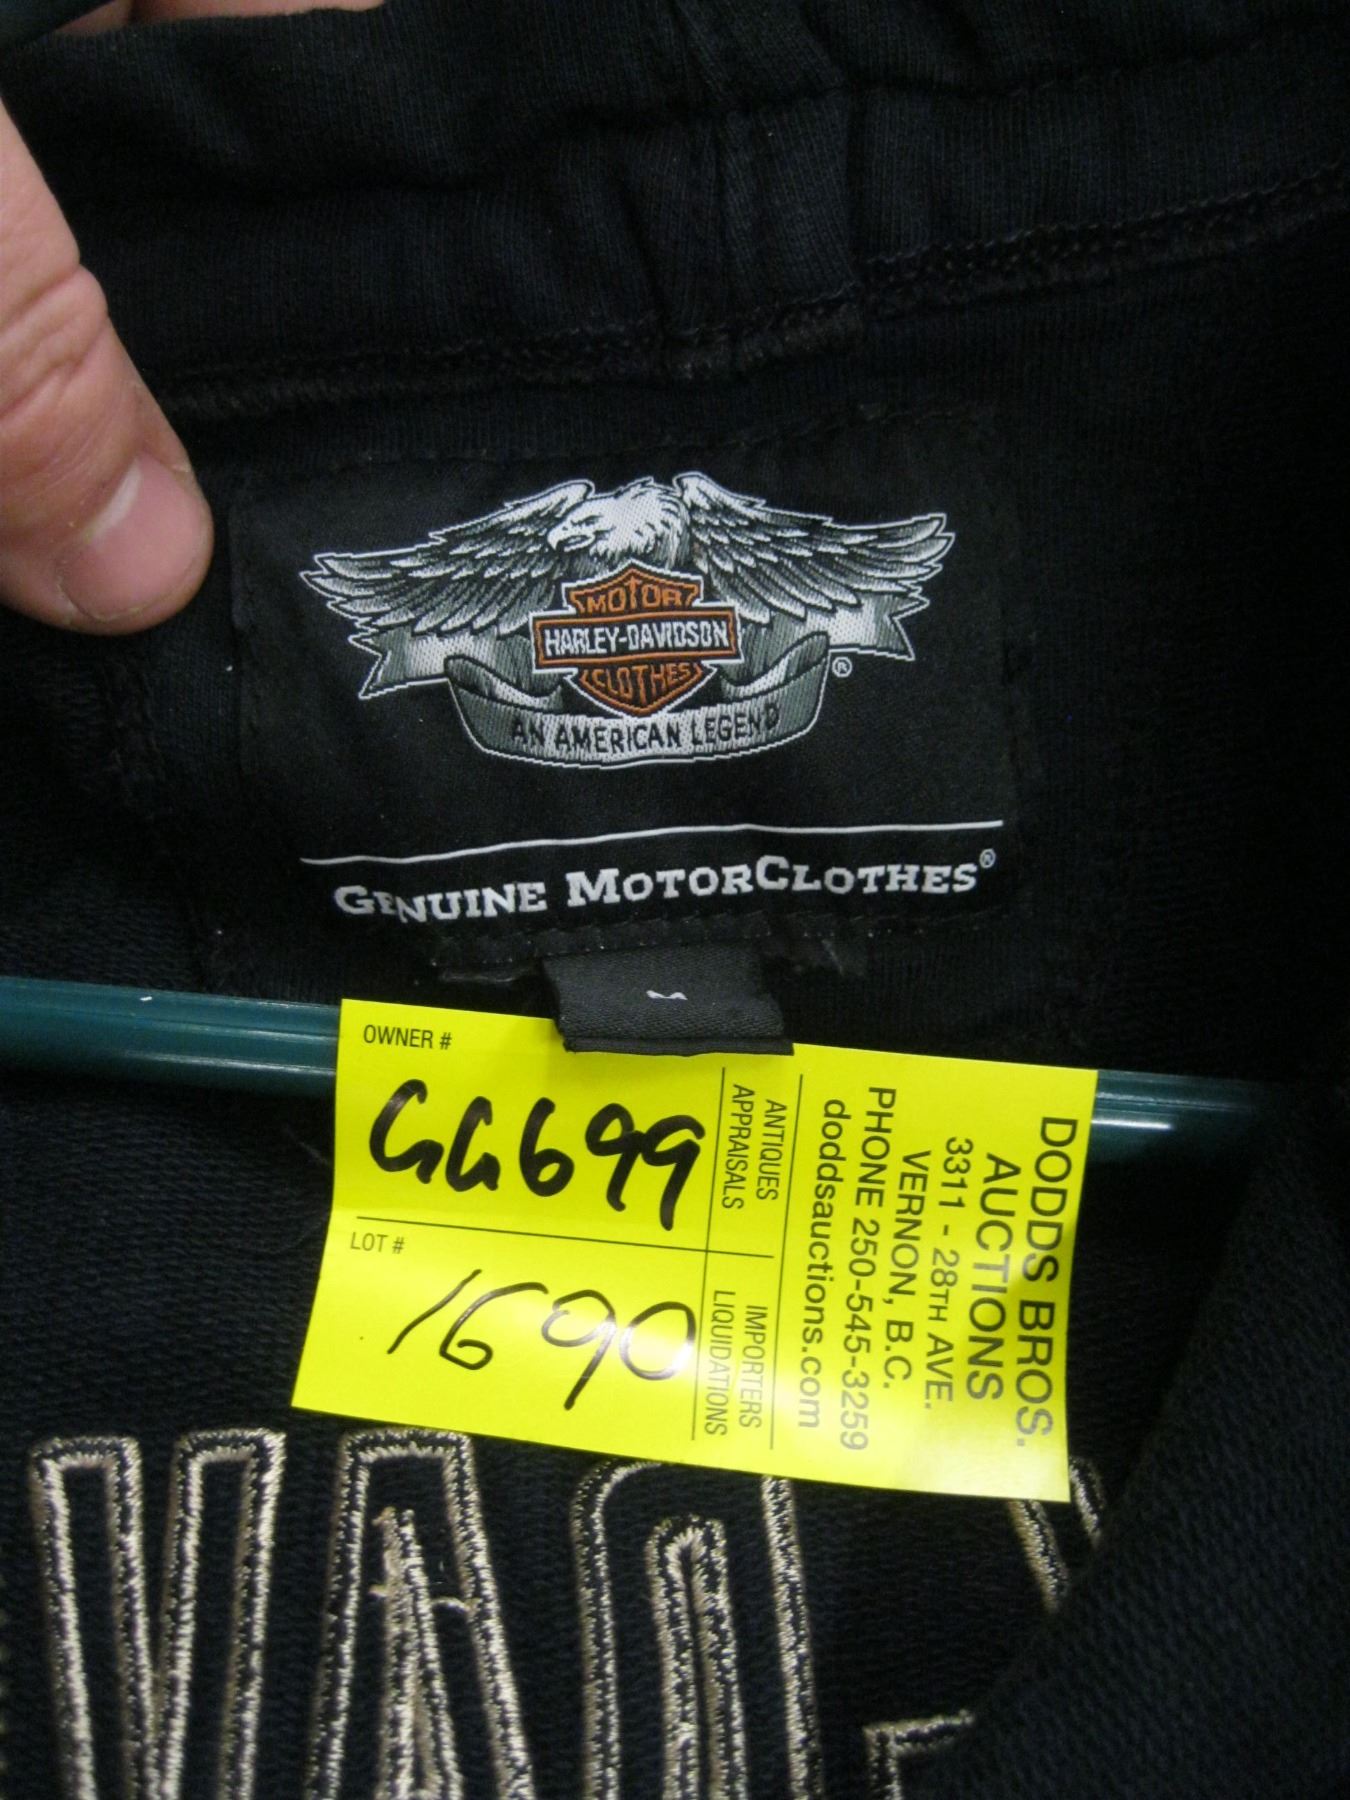 MOTOR
HARLEY-DAVIDSON
CLOTHES
AN AMERICAN LEGEND
®
GENUINE MOTORCLOTHES®
M
OWNER #
GG699
LOT #
1690
ANTIQUES
APPRAISALS
IMPORTERS
LIQUIDATIONS
DODDS BROS.
AUCTIONS
3311 - 28TH AVE.
VERNON, B.C.
PHONE 250-545-3259
doddsauctions.com